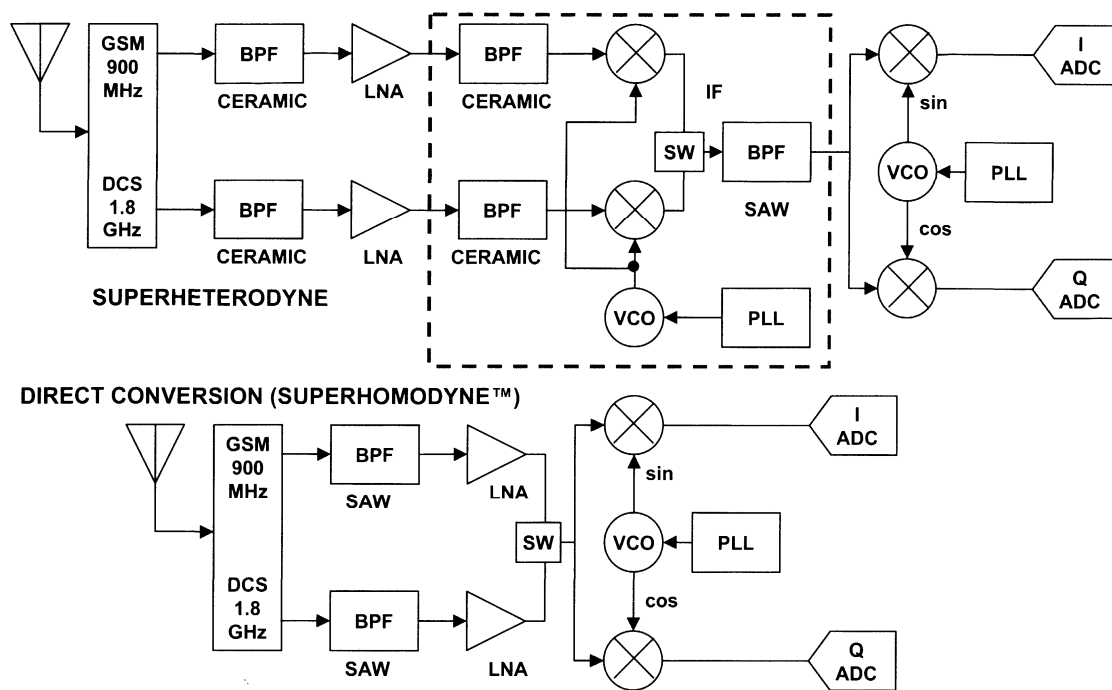 GSM
900
MHz
DCS
1.8
GHz
BPF
CERAMIC
LNA
BPF
CERAMIC
IF
SW
BPF
SAW
sin
VCO
cos
PLL
I
ADC
Q
ADC
BPF
CERAMIC
LNA
BPF
CERAMIC
VCO
PLL
SUPERHETERODYNE
DIRECT CONVERSION (SUPERHOMODYNE™)
GSM
900
MHz
DCS
1.8
GHz
BPF
SAW
LNA
SW
sin
VCO
cos
PLL
I
ADC
BPF
SAW
LNA
Q
ADC